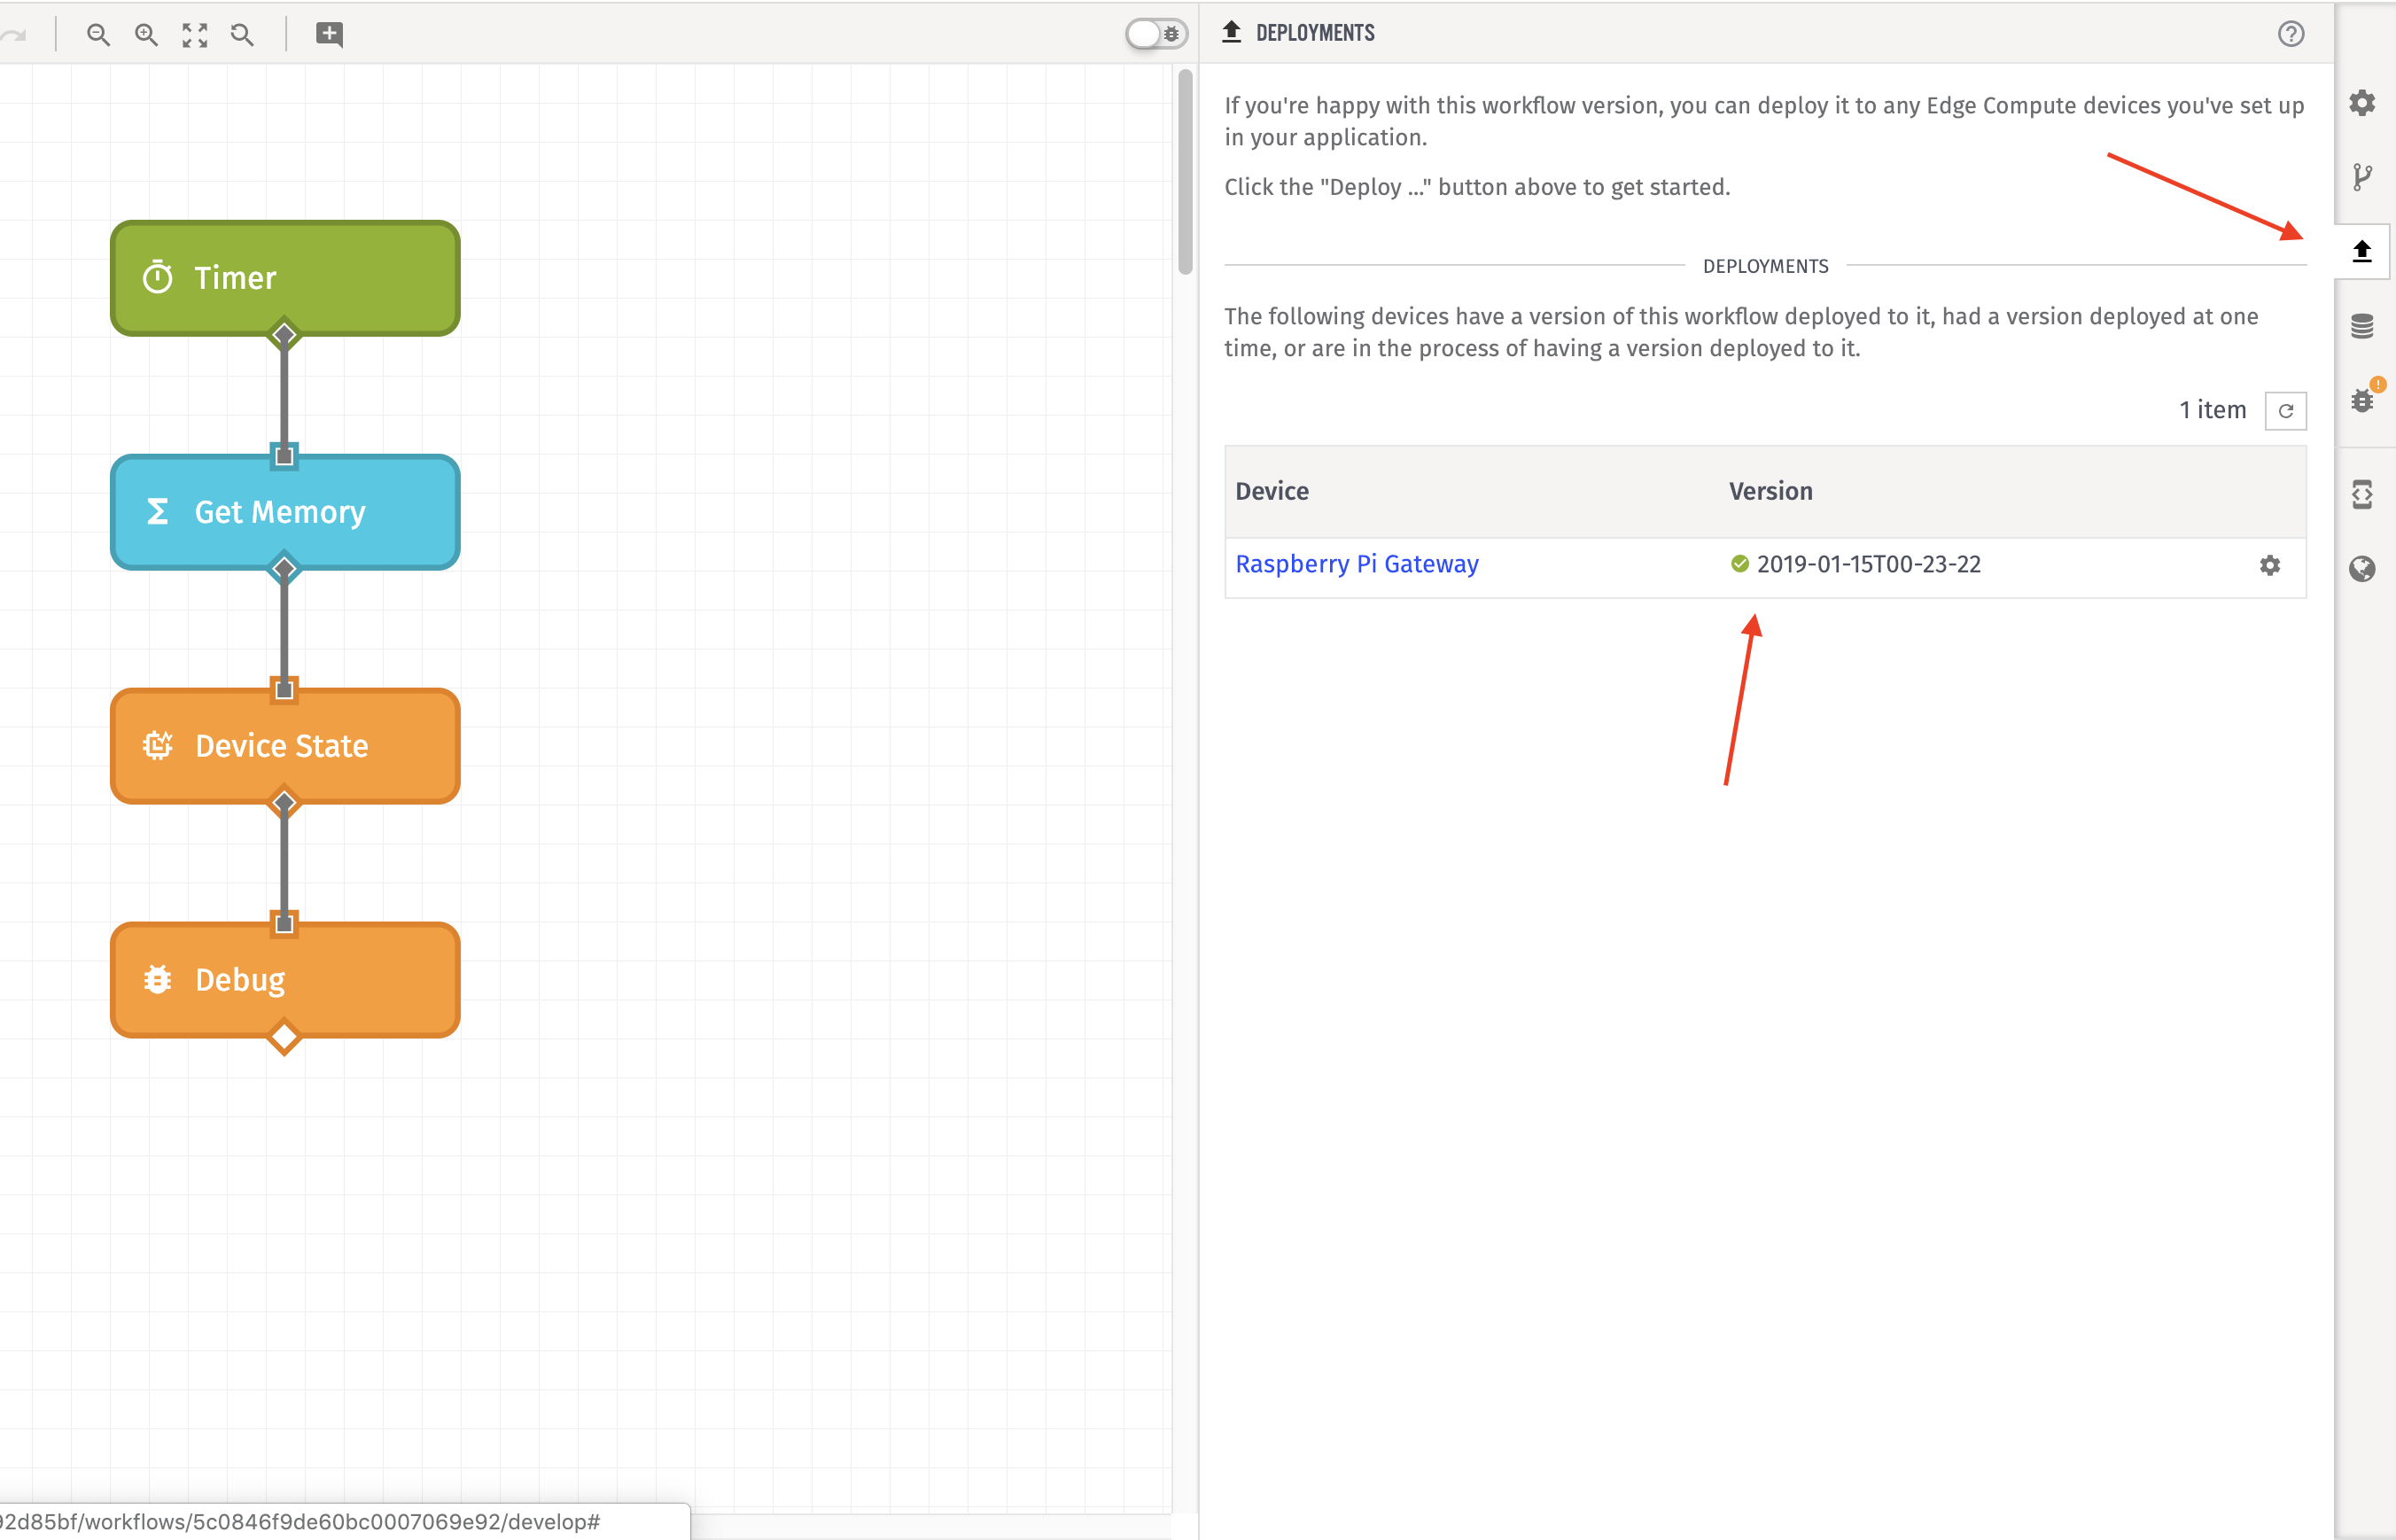 DEPLOYMENTS
If you're happy with this workflow version, you can deploy it to any Edge Compute devices you've set up
in your application.
Click the "Deploy ..." button above to get started.
DEPLOYMENTS
The following devices have a version of this workflow deployed to it, had a version deployed at one
time, or are in the process of having a version deployed to it.
1 item
Device Version
Raspberry Pi Gateway 2019-01-15T00-23-22
Timer
Get Memory
Device State
Debug
92d85bf/workflows/5c0846f9de60bc0007069e92/develop#